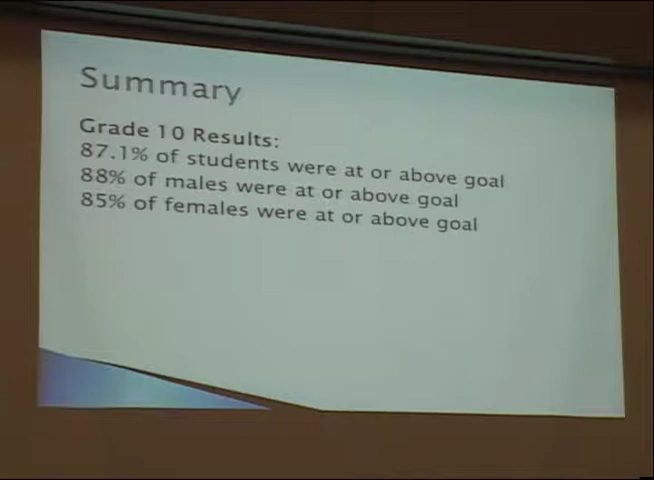 Summary
Grade 10 Results:
87.1% of students were at or above goal
88% of males were at or above goal
85% of females were at or above goal